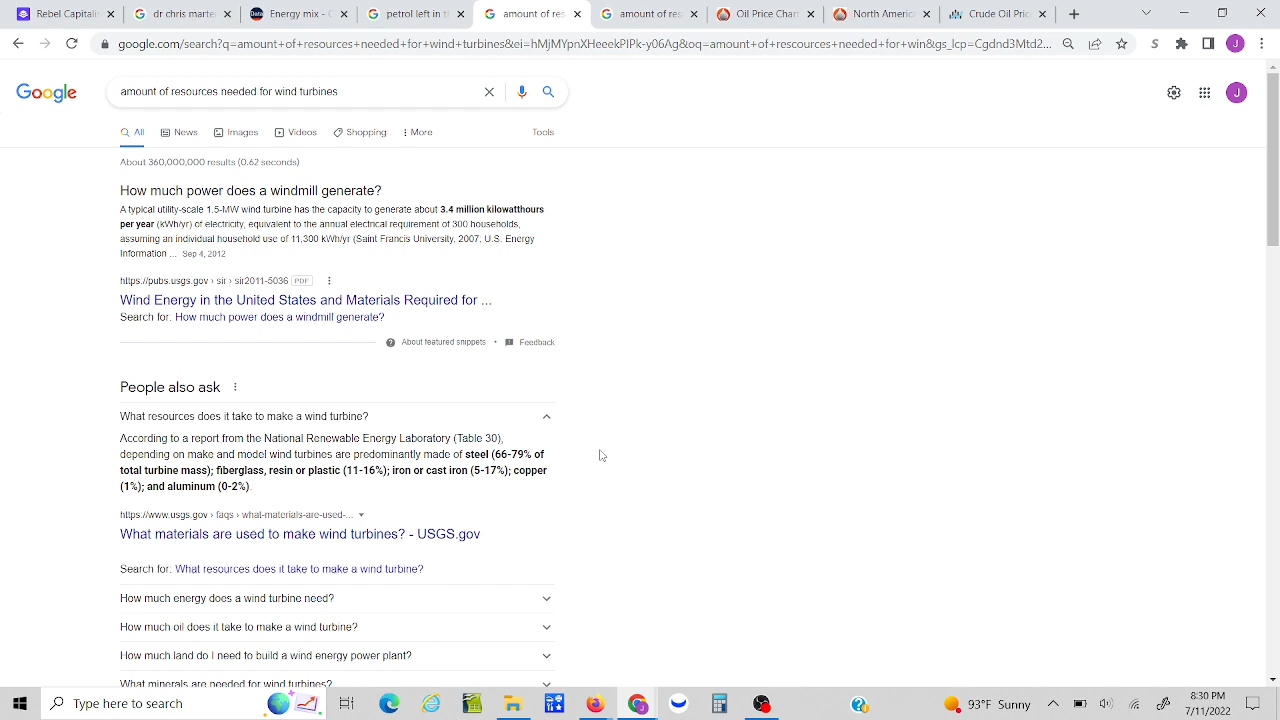 Rebel Capitalis
dr chris marte
Energy mix - O
petrol larin t
amount of res
amount of res
Oil Price Char
North America
Crude Oil Pric
google.com/search?q=amount+of+resources+needed+for+wind+turbines&ei=hMjMYpnXHeeekPIPk-y06Ag&oq=amount+of+resources+needed+for+win&gs_lcp=Cgdnd3Mtd2...
S
J
Google
amount of resources needed for wind turbines
J
All
News
Images
Videos
Shopping
More
Tools
About 360,000,000 results (0.62 seconds)
How much power does a windmill generate?
A typical utility-scale 1.5-MW wind turbine has the capacity to generate about 3.4 million kilowatthours
per year (kWh/yr) of electricity, equivalent to the annual electrical requirement of 300 households,
assuming an individual household use of 11,300 kWh/yr (Saint Francis University, 2007, U.S. Energy
Information ... Sep 4, 2012
https://pubs.usgs.gov › sir › sir2011-5036 PDF
Wind Energy in the United States and Materials Required for ...
Search for: How much power does a windmill generate?
About featured snippets • Feedback
People also ask
What resources does it take to make a wind turbine?
According to a report from the National Renewable Energy Laboratory (Table 30),
depending on make and model wind turbines are predominantly made of steel (66-79% of
total turbine mass); fiberglass, resin or plastic (11-16%); iron or cast iron (5-17%); copper
(1%); and aluminum (0-2%).
https://www.usgs.gov › faqs › what-materials-are-used-...
What materials are used to make wind turbines? - USGS.gov
Search for: What resources does it take to make a wind turbine?
How much energy does a wind turbine need?
How much oil does it take to make a wind turbine?
How much land do I need to build a wind energy power plant?
What minerals are needed for wind turbines?
Type here to search
93°F Sunny
8:30 PM
7/11/2022